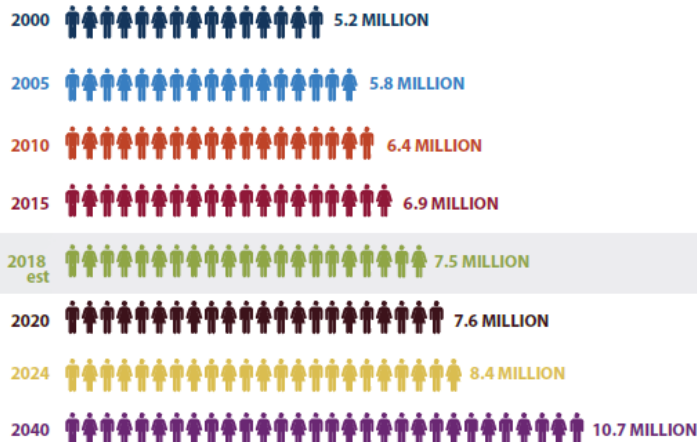 2000 5.2 MILLION
2005 5.8 MILLION
2010 6.4 MILLION
2015 6.9 MILLION
2018 7.5 MILLION
est
2020 7.6 MILLION
2024 8.4 MILLION
2040 10.7 MILLION